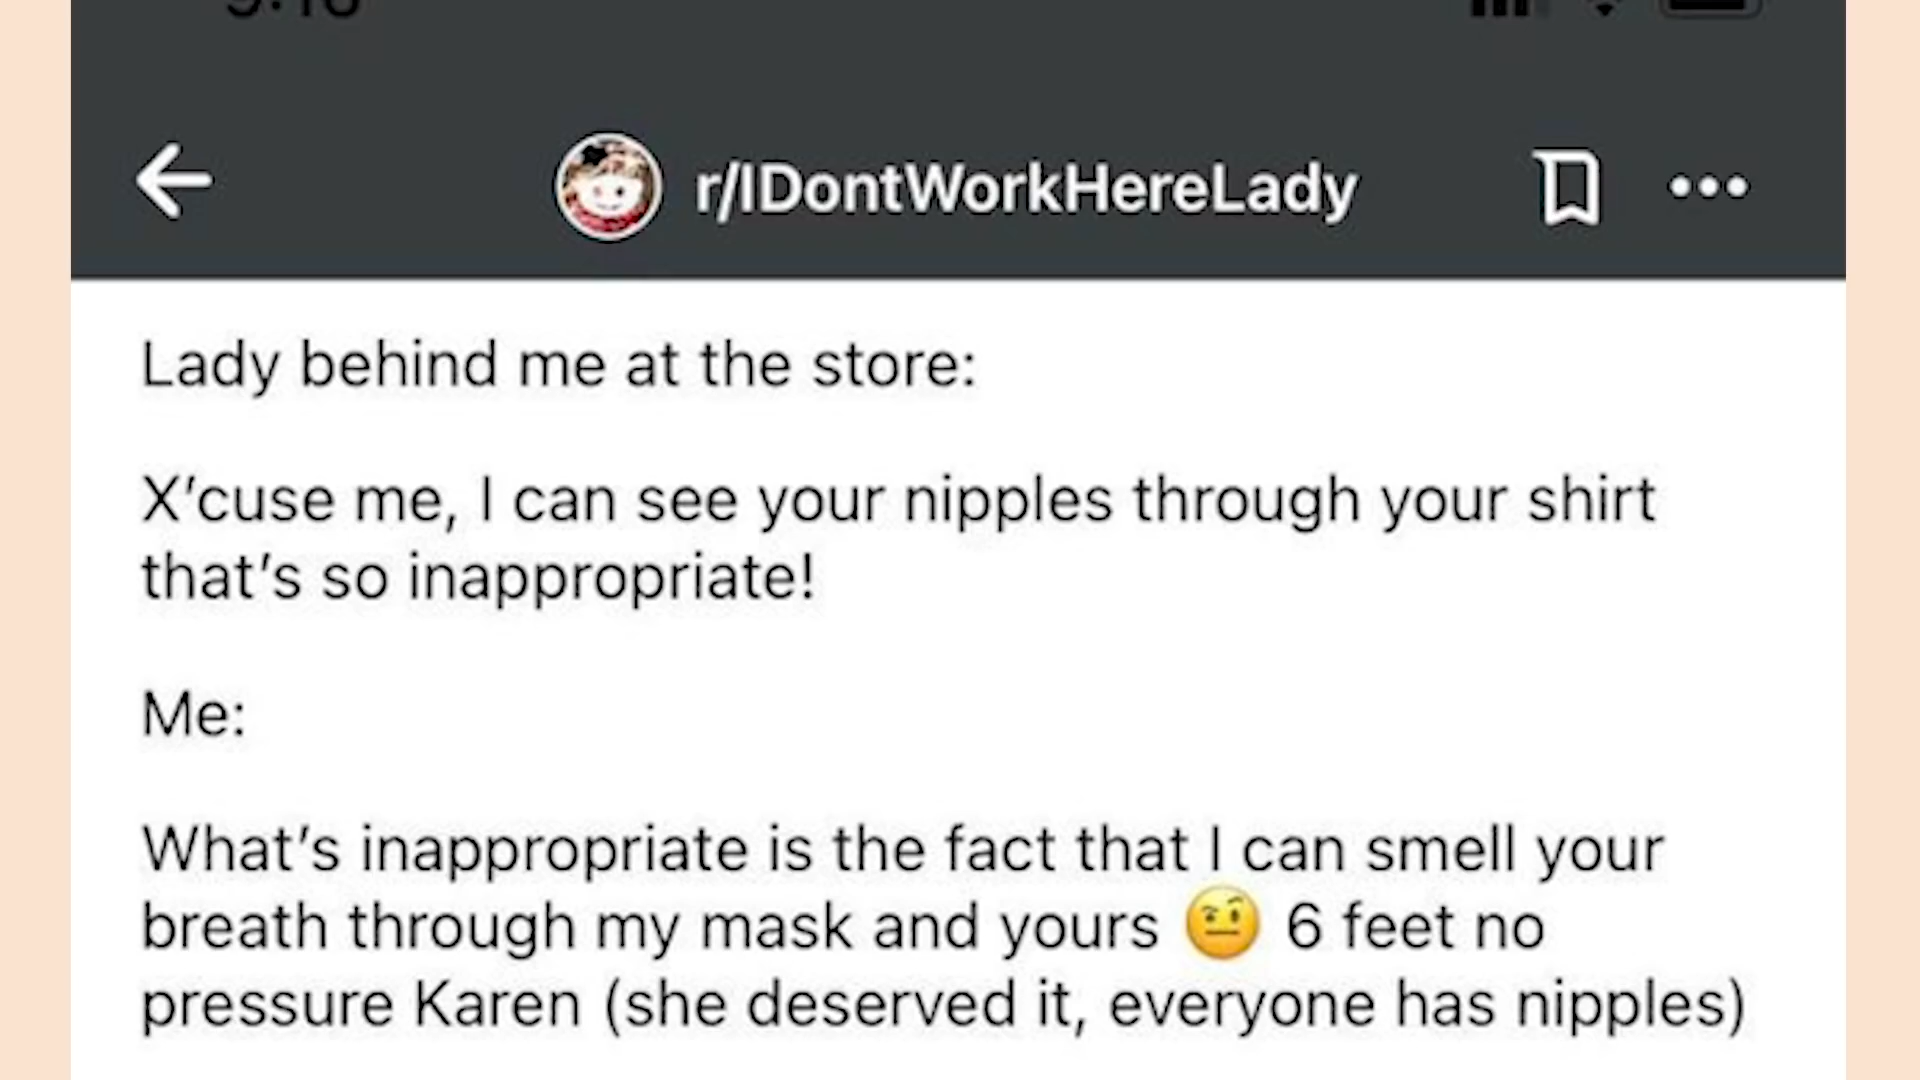 r/IDontWorkHereLady
Lady behind me at the store:
X’cuse me, I can see your nipples through your shirt
that’s so inappropriate!
Me:
What’s inappropriate is the fact that I can smell your
breath through my mask and yours 🤨 6 feet no
pressure Karen (she deserved it, everyone has nipples)